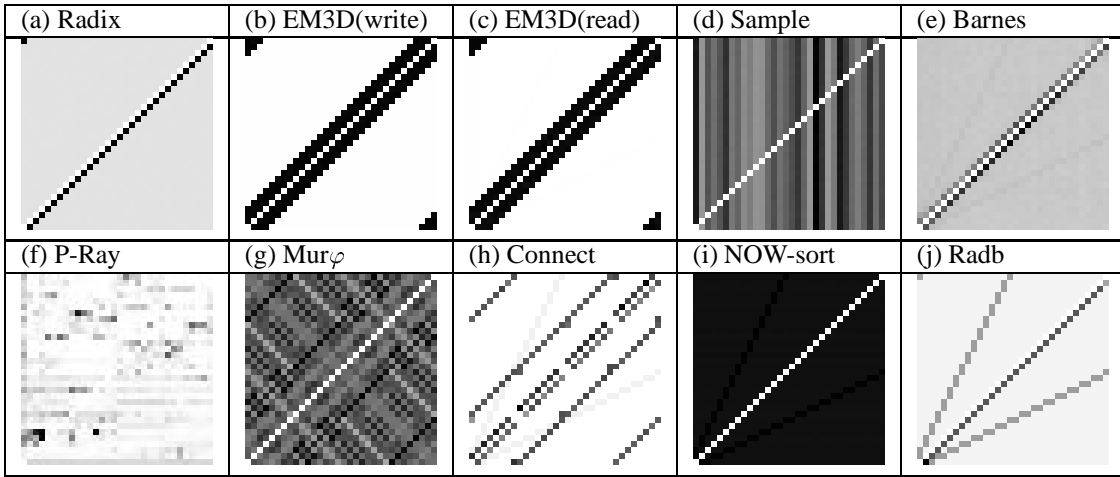 (a) Radix (b) EM3D(write) (c) EM3D(read) (d) Sample (e) Barnes
(f) P-Ray (g) Murφ (h) Connect (i) NOW-sort (j) Radb